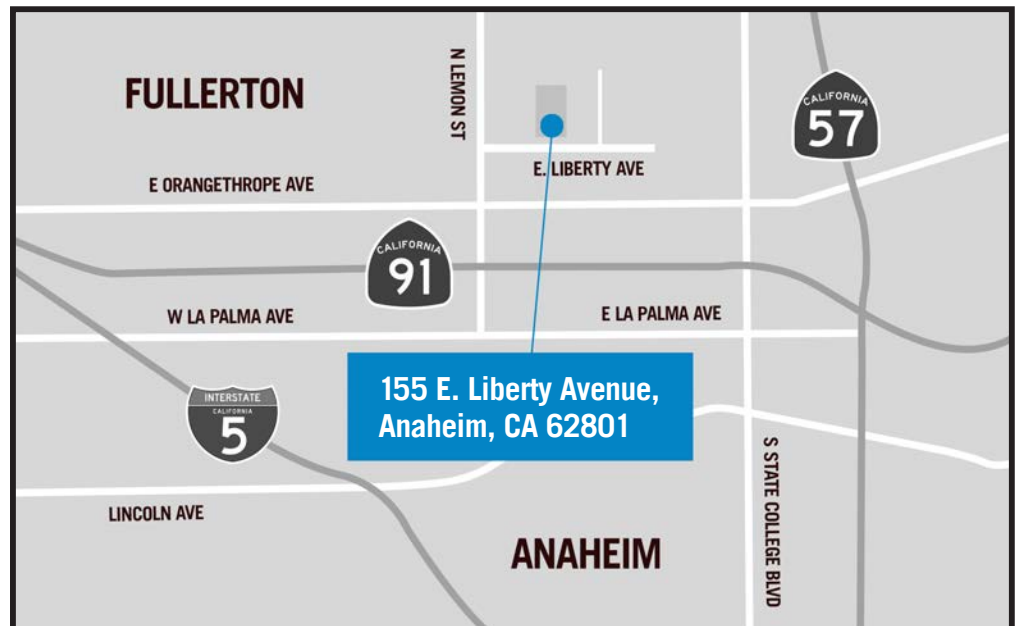 FULLERTON
N LEMON ST
CALIFORNIA
57
E. LIBERTY AVE
E ORANGETHROPE AVE
CALIFORNIA
91
W LA PALMA AVE
E LA PALMA AVE
155 E. Liberty Avenue,
Anaheim, CA 62801
INTERSTATE
CALIFORNIA
5
S STATE COLLEGE BLVD
LINCOLN AVE
ANAHEIM